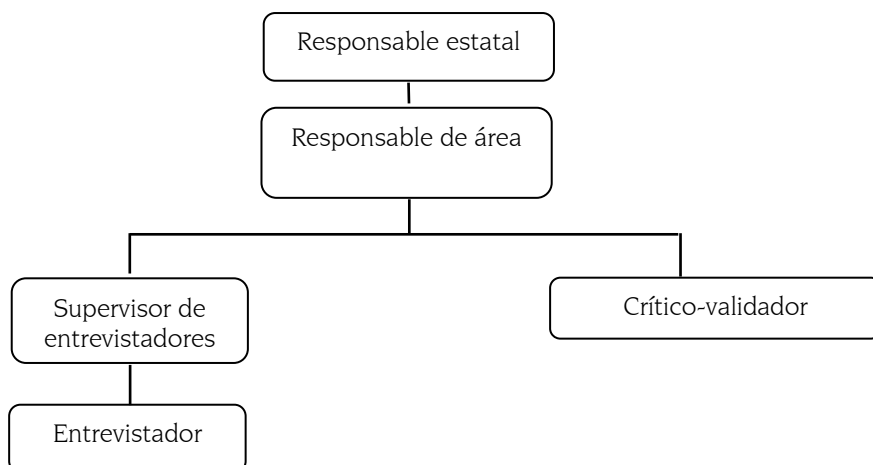 Responsable estatal
Responsable de área
Supervisor de
entrevistadores
Crítico-validador
Entrevistador